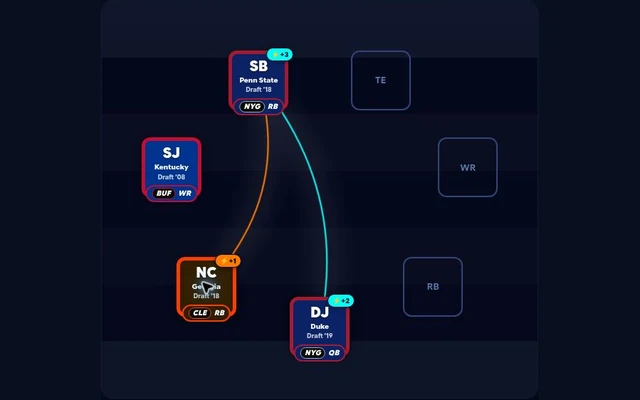 +3
SB
Penn State
Draft '18
NYG RB
TE
SJ
Kentucky
Draft '08
BUF WR
WR
+1
NC
Draft '18
CLE RB
RB
+2
DJ
Duke
Draft '19
NYG QB